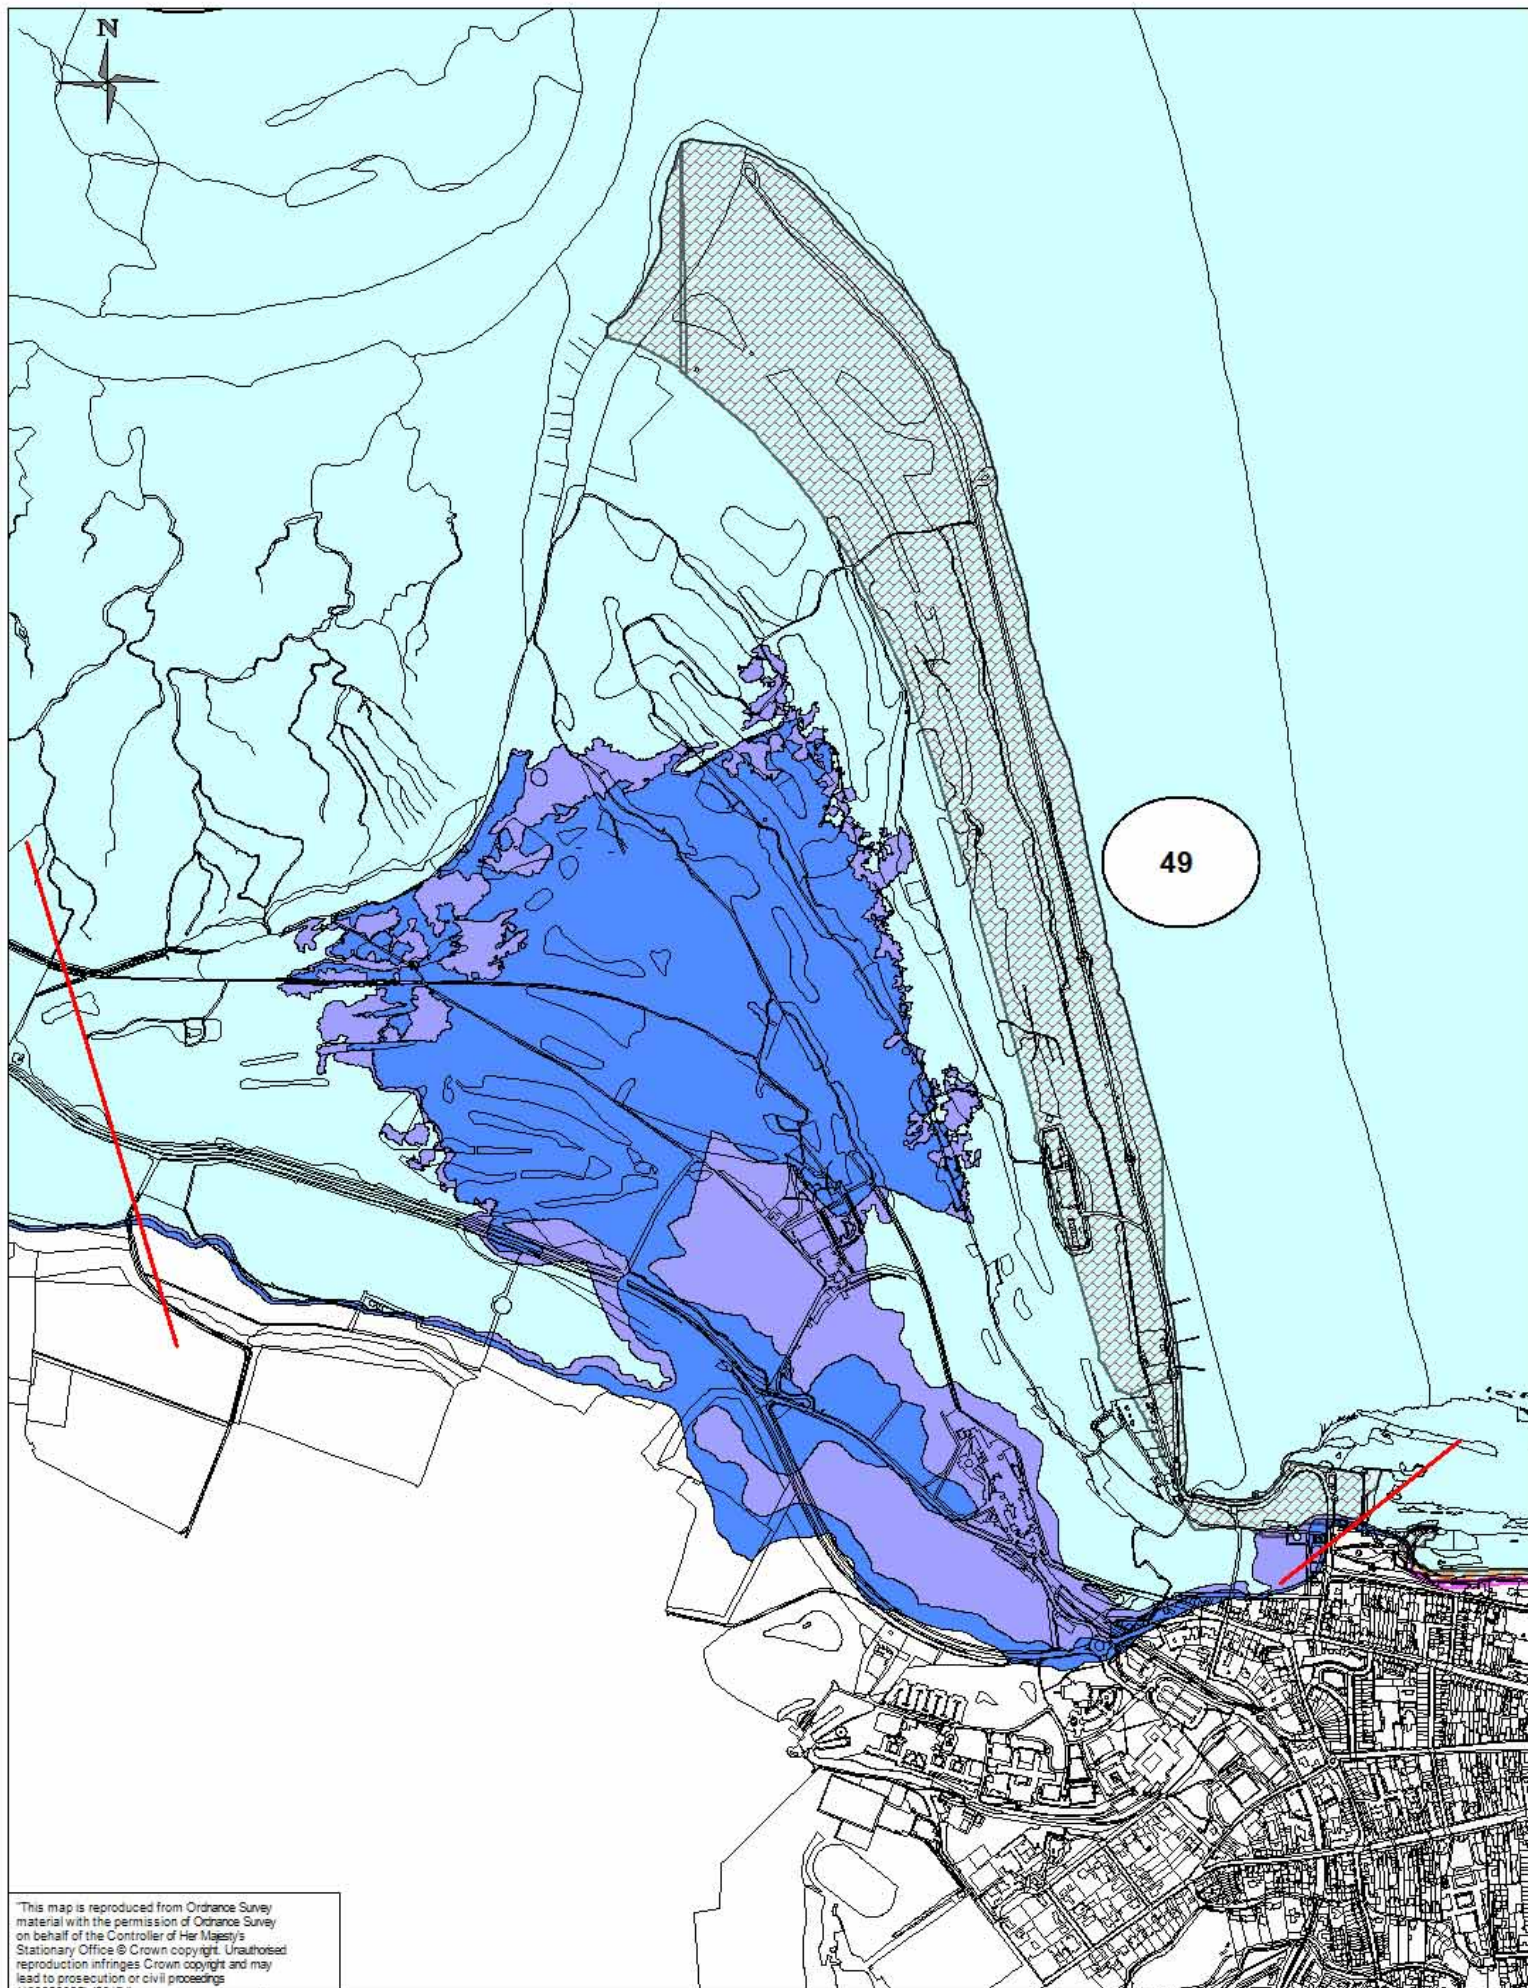 N
49
"This map is reproduced from Ordnance Survey
material with the permission of Ordnance Survey
on behalf of the Controller of Her Majesty's
Stationary Office © Crown copyright. Unauthorised
reproduction infringes Crown copyright and may
lead to prosecution or civil proceedings